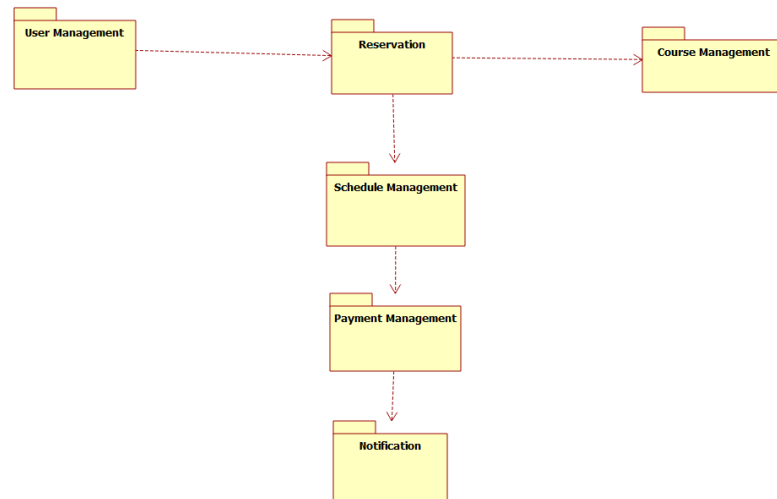 User Management
Reservation
Course Management
Schedule Management
Payment Management
Notification